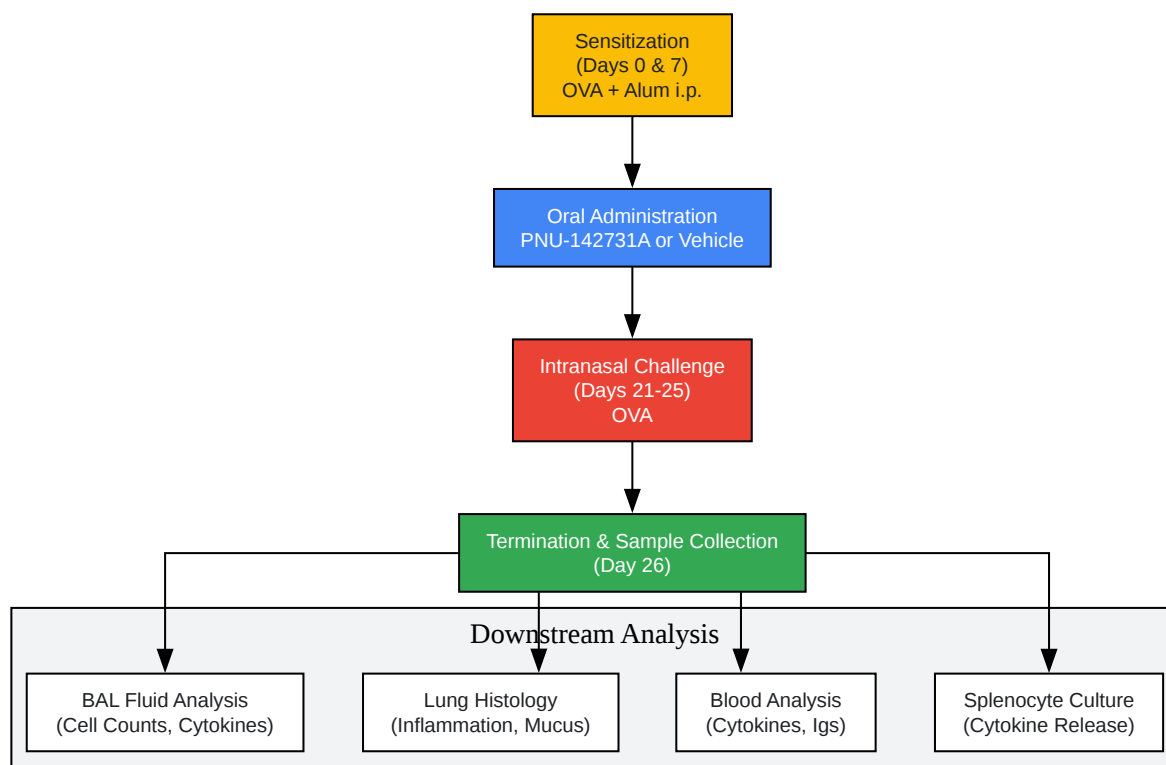 Sensitization
(Days 0 & 7)
OVA + Alum i.p.
Oral Administration
PNU-142731A or Vehicle
Intranasal Challenge
(Days 21-25)
OVA
Termination & Sample Collection
(Day 26)
Downstream Analysis
BAL Fluid Analysis
(Cell Counts, Cytokines)
Lung Histology
(Inflammation, Mucus)
Blood Analysis
(Cytokines, Igs)
Splenocyte Culture
(Cytokine Release)